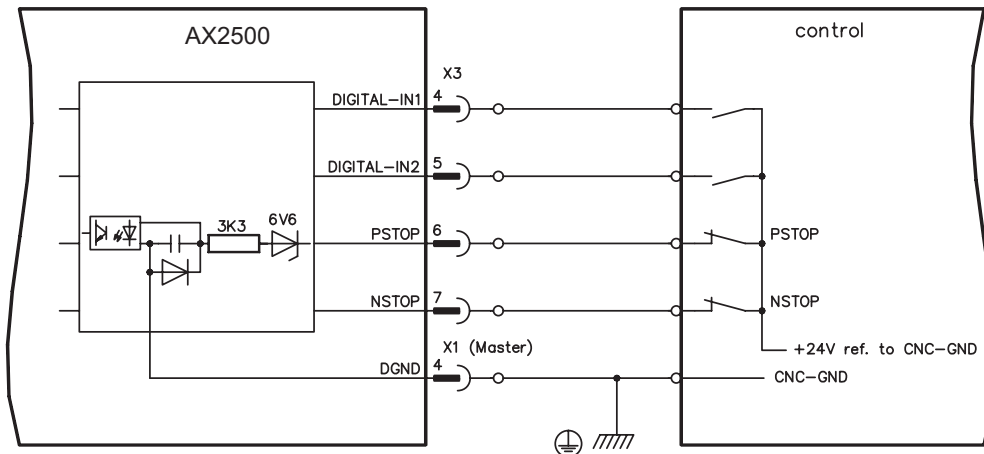 AX2500
control
X3
DIGITAL-IN1 4
DIGITAL-IN2 5
3K3 6V6
PSTOP 6 PSTOP
NSTOP 7 NSTOP
X1 (Master)
+24V ref. to CNC-GND
DGND 4 CNC-GND